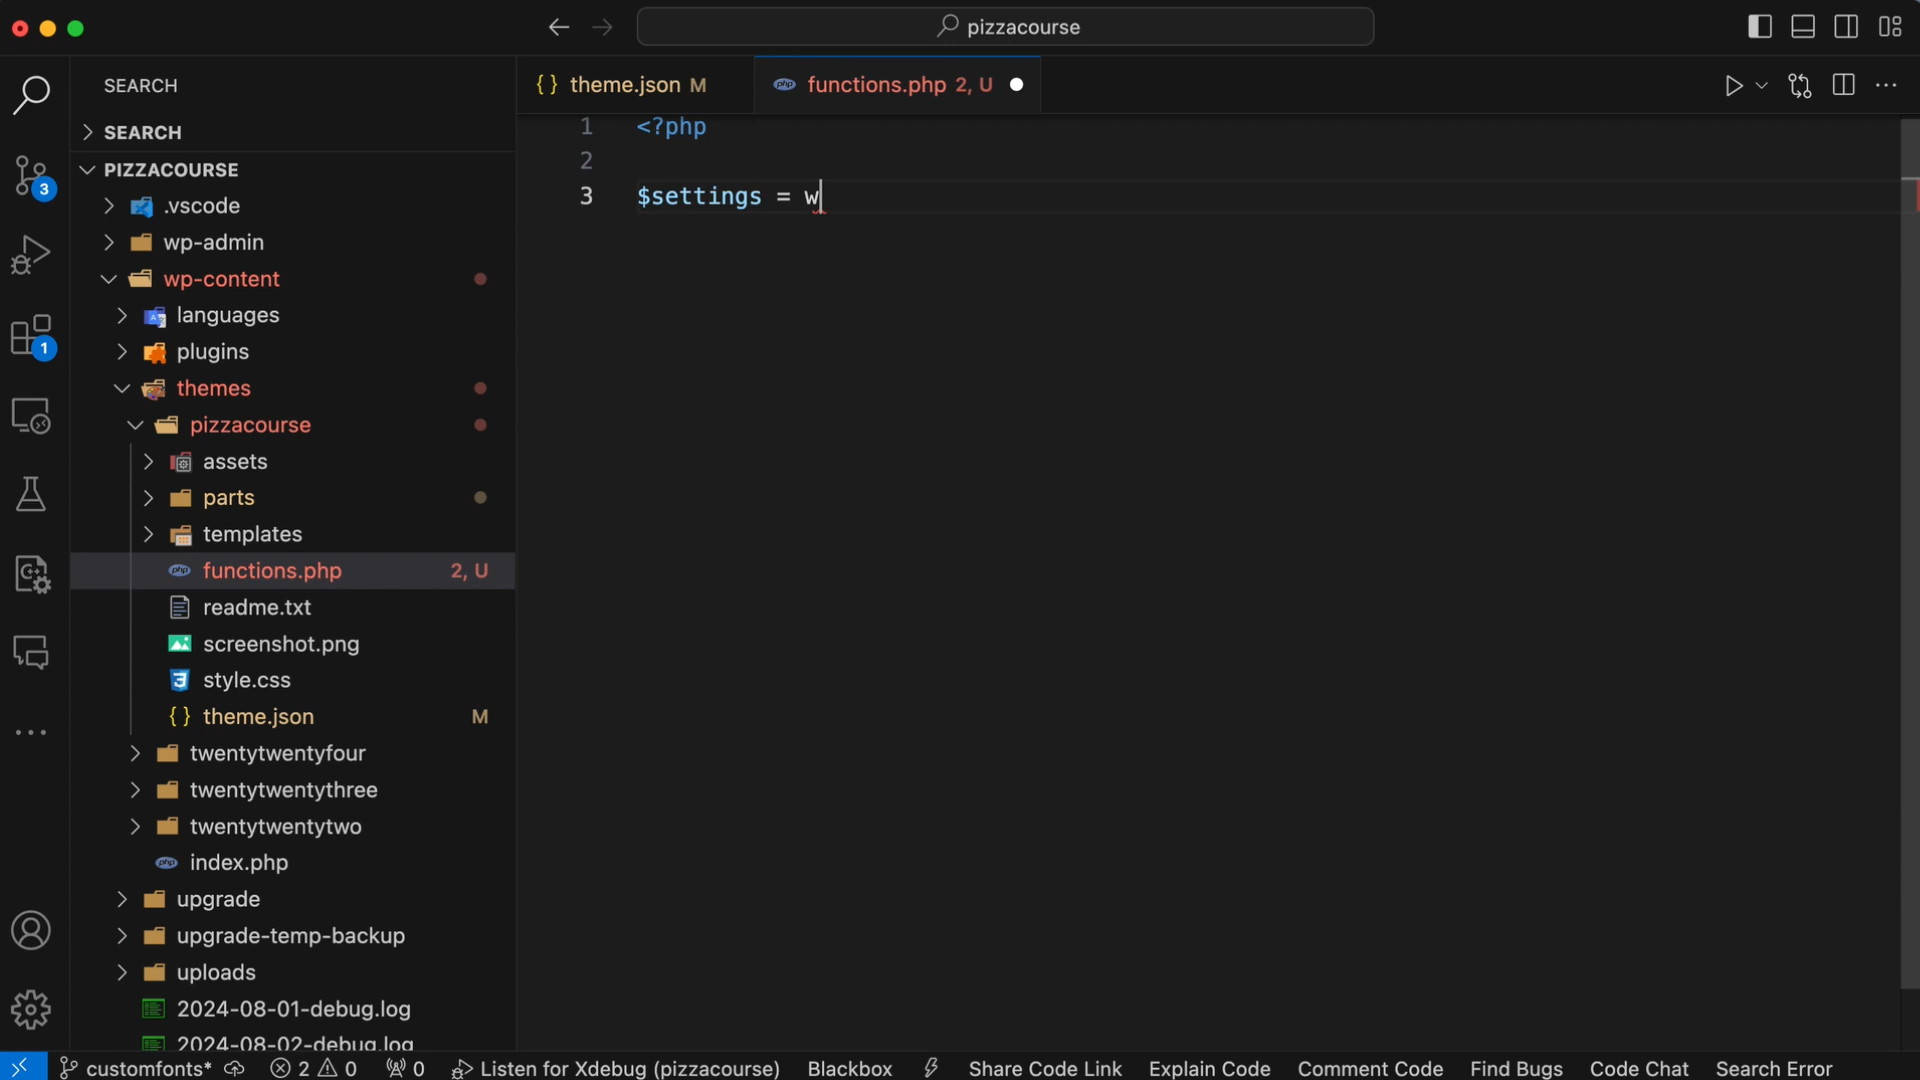 pizzacourse
SEARCH
SEARCH
PIZZACOURSE
.vscode
wp-admin
wp-content
languages
plugins
themes
pizzacourse
assets
parts
templates
functions.php 2, U
readme.txt
screenshot.png
style.css
theme.json M
twentytwentyfour
twentytwentythree
twentytwentytwo
index.php
upgrade
upgrade-temp-backup
uploads
2024-08-01-debug.log
2024-08-02-debug.log
3
1
{} theme.json M
php functions.php 2, U
1 <?php
2
3 $settings = w
customfonts* 2 0 0 Listen for Xdebug (pizzacourse) Blackbox Share Code Link Explain Code Comment Code Find Bugs Code Chat Search Error